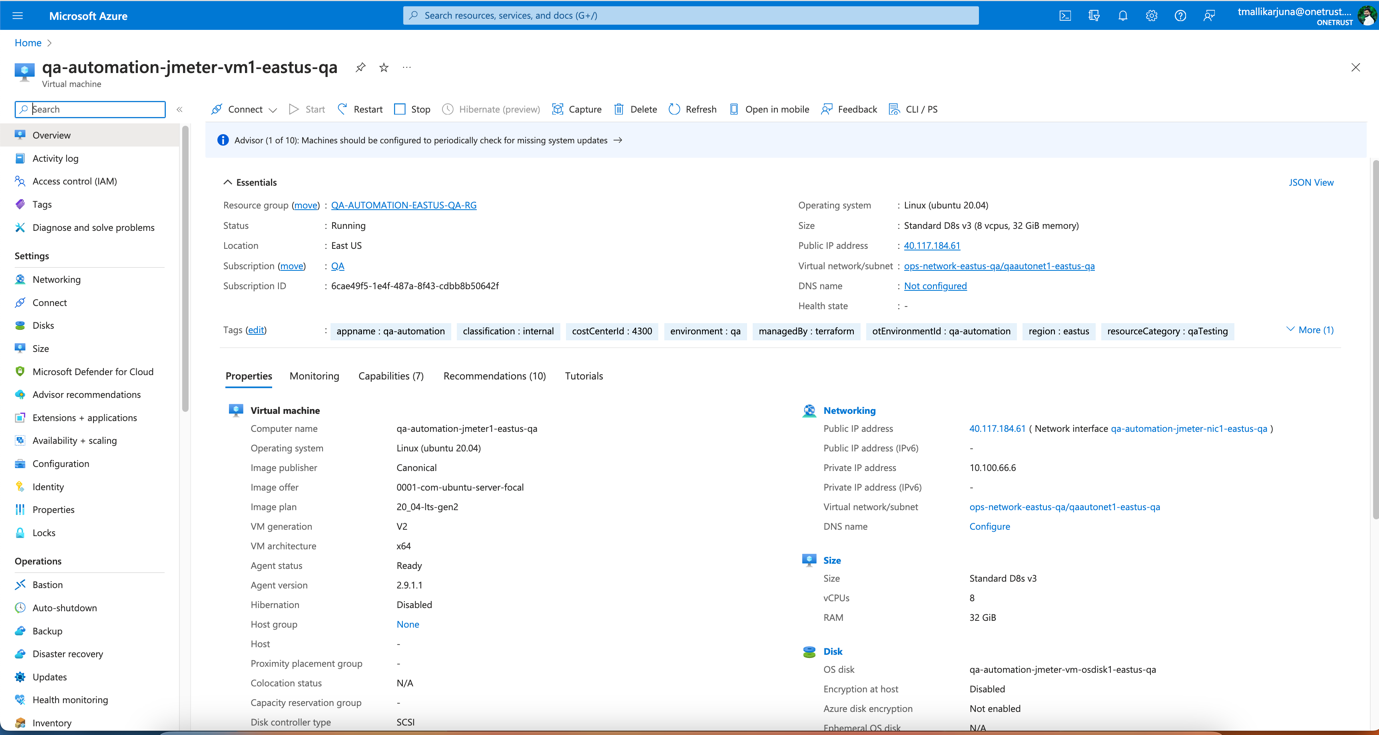 Microsoft Azure
Search resources, services, and docs (G+/)
tmallikarjuna@onetrust....
ONETRUST
Home
qa-automation-jmeter-vm1-eastus-qa
Virtual machine
Search
Connect
Start
Restart
Stop
Hibernate (preview)
Capture
Delete
Refresh
Open in mobile
Feedback
CLI / PS
Overview
Activity log
Access control (IAM)
Tags
Diagnose and solve problems
Settings
Networking
Connect
Disks
Size
Microsoft Defender for Cloud
Advisor recommendations
Extensions + applications
Availability + scaling
Configuration
Identity
Properties
Locks
Operations
Bastion
Auto-shutdown
Backup
Disaster recovery
Updates
Health monitoring
Inventory
Advisor (1 of 10): Machines should be configured to periodically check for missing system updates →
Essentials
JSON View
Resource group (move) : QA-AUTOMATION-EASTUS-QA-RG
Status : Running
Location : East US
Subscription (move) : QA
Subscription ID : 6cae49f5-1e4f-487a-8f43-cdbb8b50642f
Operating system : Linux (ubuntu 20.04)
Size : Standard D8s v3 (8 vcpus, 32 GiB memory)
Public IP address : 40.117.184.61
Virtual network/subnet : ops-network-eastus-qa/qaautonet1-eastus-qa
DNS name : Not configured
Health state : -
Tags (edit) : appname : qa-automation classification : internal costCenterId : 4300 environment : qa managedBy : terraform otEnvironmentId : qa-automation region : eastus resourceCategory : qaTesting More (1)
Properties Monitoring Capabilities (7) Recommendations (10) Tutorials
Virtual machine
Computer name qa-automation-jmeter1-eastus-qa
Operating system Linux (ubuntu 20.04)
Image publisher Canonical
Image offer 0001-com-ubuntu-server-focal
Image plan 20_04-lts-gen2
VM generation V2
VM architecture x64
Agent status Ready
Agent version 2.9.1.1
Hibernation Disabled
Host group None
Host -
Proximity placement group -
Colocation status N/A
Capacity reservation group -
Disk controller type SCSI
Networking
Public IP address 40.117.184.61 ( Network interface qa-automation-jmeter-nic1-eastus-qa )
Public IP address (IPv6) -
Private IP address 10.100.66.6
Private IP address (IPv6) -
Virtual network/subnet ops-network-eastus-qa/qaautonet1-eastus-qa
DNS name Configure
Size
Size Standard D8s v3
vCPUs 8
RAM 32 GiB
Disk
OS disk qa-automation-jmeter-vm-osdisk1-eastus-qa
Encryption at host Disabled
Azure disk encryption Not enabled
Ephemeral OS disk N/A